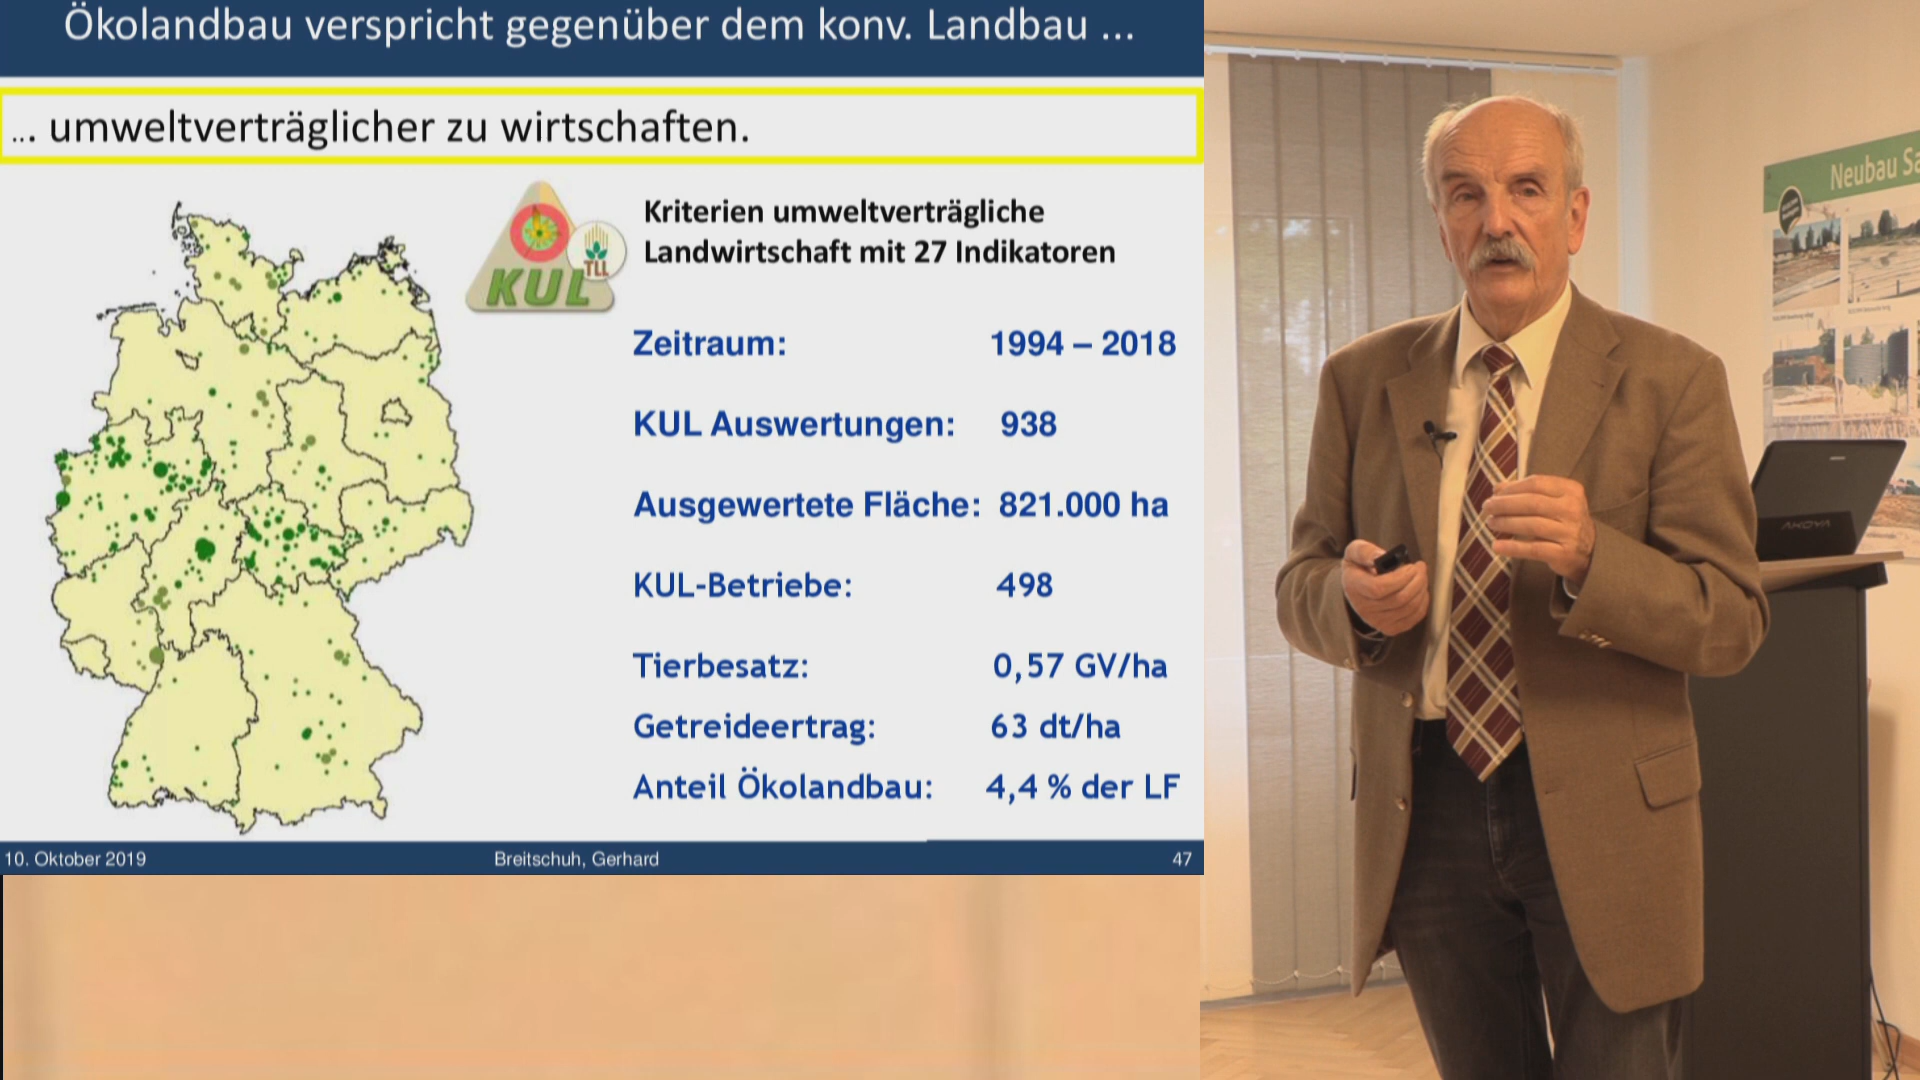 Ökolandbau verspricht gegenüber dem konv. Landbau ...
... umweltverträglicher zu wirtschaften.
KUL
TLL
Kriterien umweltverträgliche
Landwirtschaft mit 27 Indikatoren
Zeitraum: 1994 – 2018
KUL Auswertungen: 938
Ausgewertete Fläche: 821.000 ha
KUL-Betriebe: 498
Tierbesatz: 0,57 GV/ha
Getreideertrag: 63 dt/ha
Anteil Ökolandbau: 4,4 % der LF
10. Oktober 2019 Breitschuh, Gerhard 47
Neubau
AKOYA